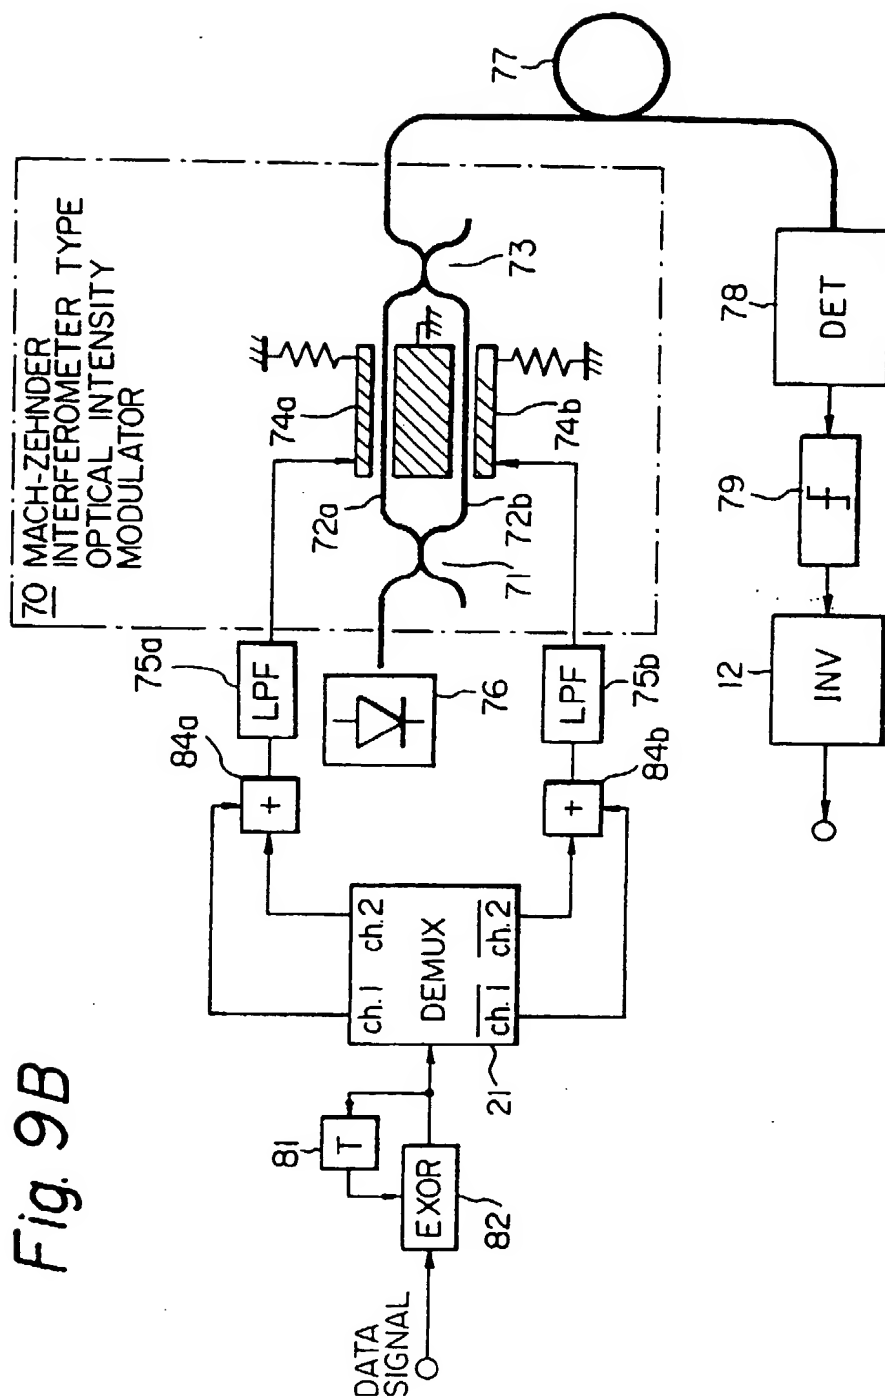 Fig. 9B
70 MACH-ZEHNDER
INTERFEROMETER TYPE
OPTICAL INTENSITY
MODULATOR
DATA
SIGNAL
EXOR
82
T
81
ch.1
ch.2
DEMUX
ch.1
ch.2
21
+
84a
+
84b
LPF
75a
LPF
75b
76
71
72a
72b
74a
74b
73
77
78
DET
79
12
INV